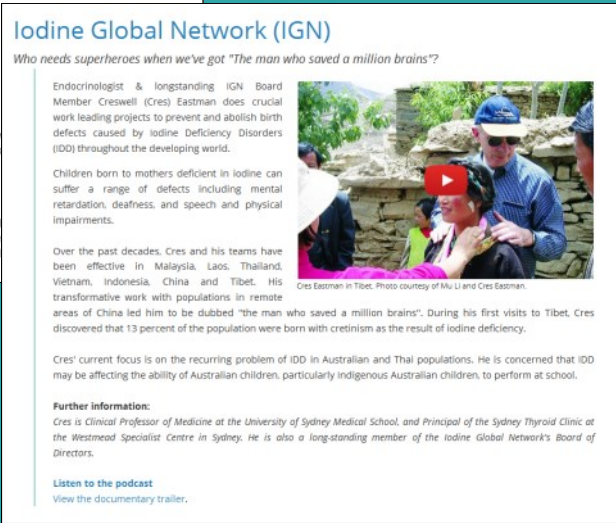 Iodine Global Network (IGN)
Who needs superheroes when we've got "The man who saved a million brains"?
Endocrinologist & longstanding IGN Board
Member Creswell (Cres) Eastman does crucial
work leading projects to prevent and abolish birth
defects caused by Iodine Deficiency Disorders
(IDD) throughout the developing world.
Children born to mothers deficient in iodine can
suffer a range of defects including mental
retardation, deafness, and speech and physical
impairments.
Over the past decades, Cres and his teams have
been effective in Malaysia, Laos, Thailand,
Vietnam, Indonesia, China and Tibet. His
transformative work with populations in remote
Cres Eastman in Tibet. Photo courtesy of Mu Li and Cres Eastman.
areas of China led him to be dubbed "the man who saved a million brains". During his first visits to Tibet, Cres
discovered that 13 percent of the population were born with cretinism as the result of iodine deficiency.
Cres' current focus is on the recurring problem of IDD in Australian and Thai populations. He is concerned that IDD
may be affecting the ability of Australian children, particularly Indigenous Australian children, to perform at school.
Further information:
Cres is Clinical Professor of Medicine at the University of Sydney Medical School, and Principal of the Sydney Thyroid Clinic at
the Westmead Specialist Centre in Sydney. He is also a long-standing member of the Iodine Global Network's Board of
Directors.
Listen to the podcast
View the documentary trailer.